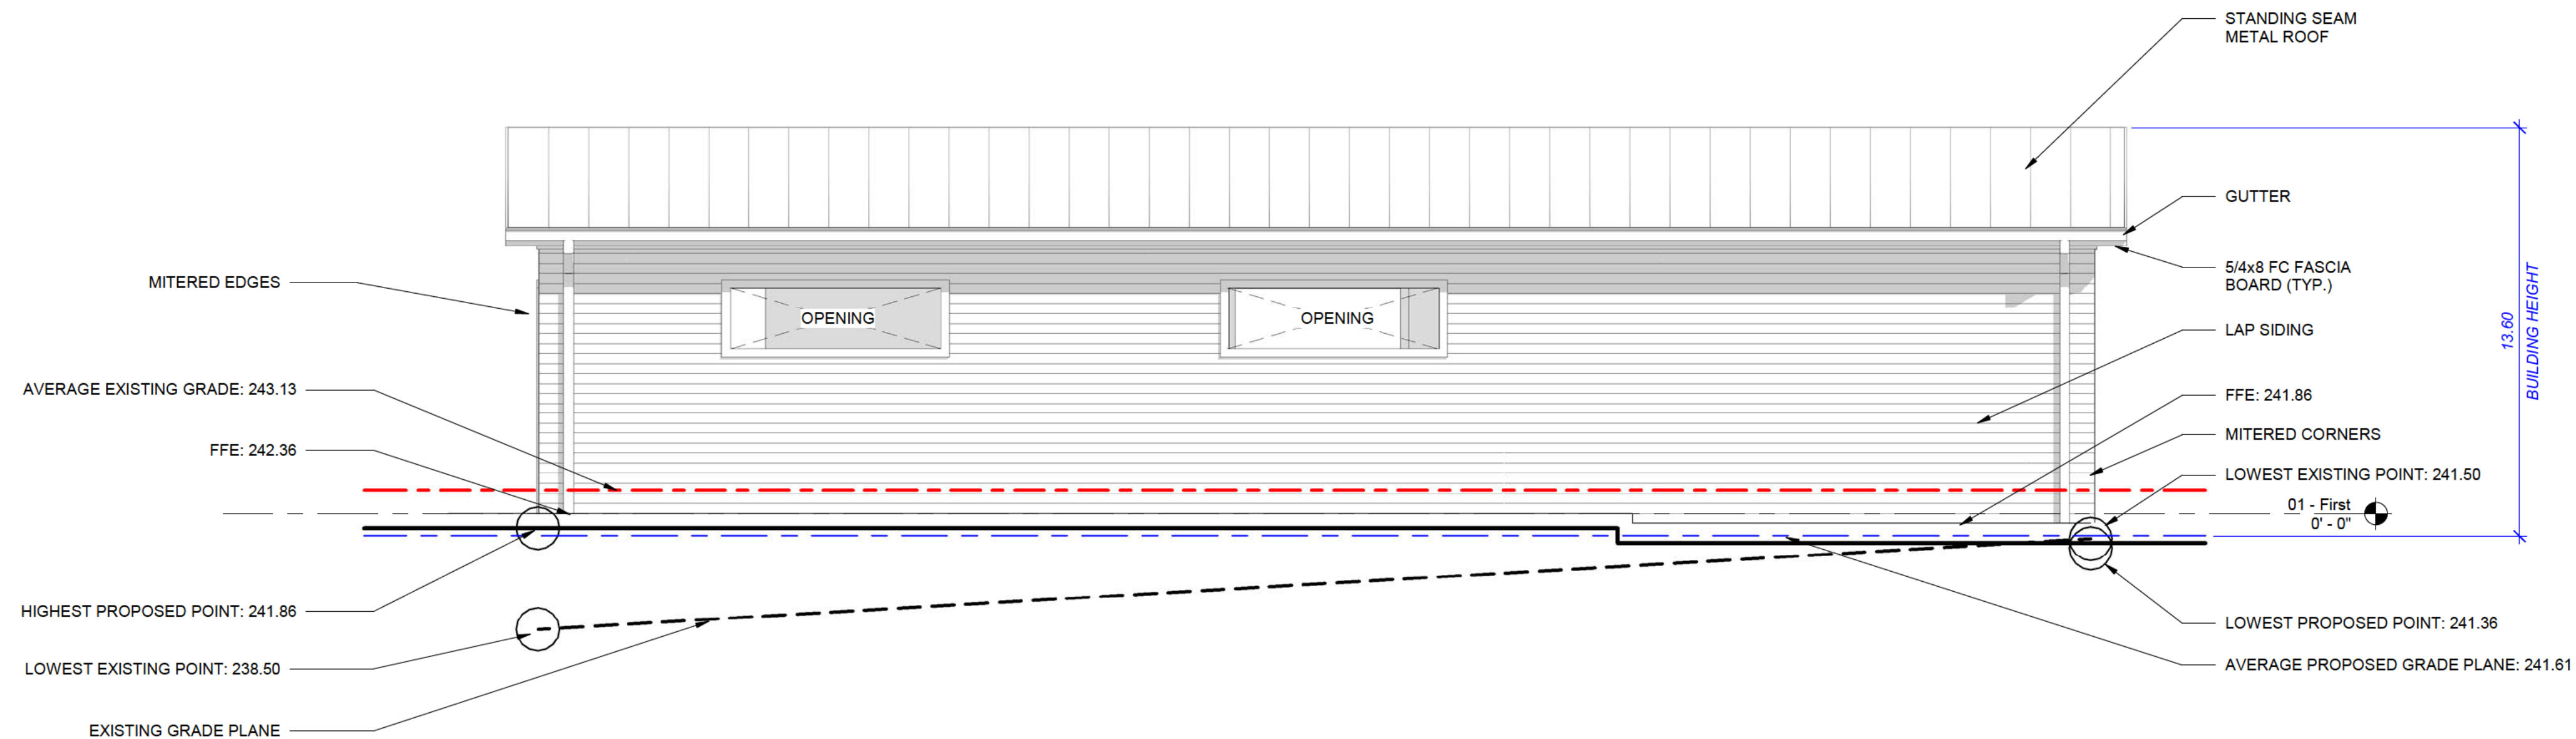 STANDING SEAM
METAL ROOF
GUTTER
MITERED EDGES
5/4x8 FC FASCIA
BOARD (TYP.)
OPENING
OPENING
LAP SIDING
13.60
BUILDING HEIGHT
AVERAGE EXISTING GRADE: 243.13
FFE: 241.86
MITERED CORNERS
FFE: 242.36
LOWEST EXISTING POINT: 241.50
01 - First
0' - 0"
HIGHEST PROPOSED POINT: 241.86
LOWEST PROPOSED POINT: 241.36
LOWEST EXISTING POINT: 238.50
AVERAGE PROPOSED GRADE PLANE: 241.61
EXISTING GRADE PLANE